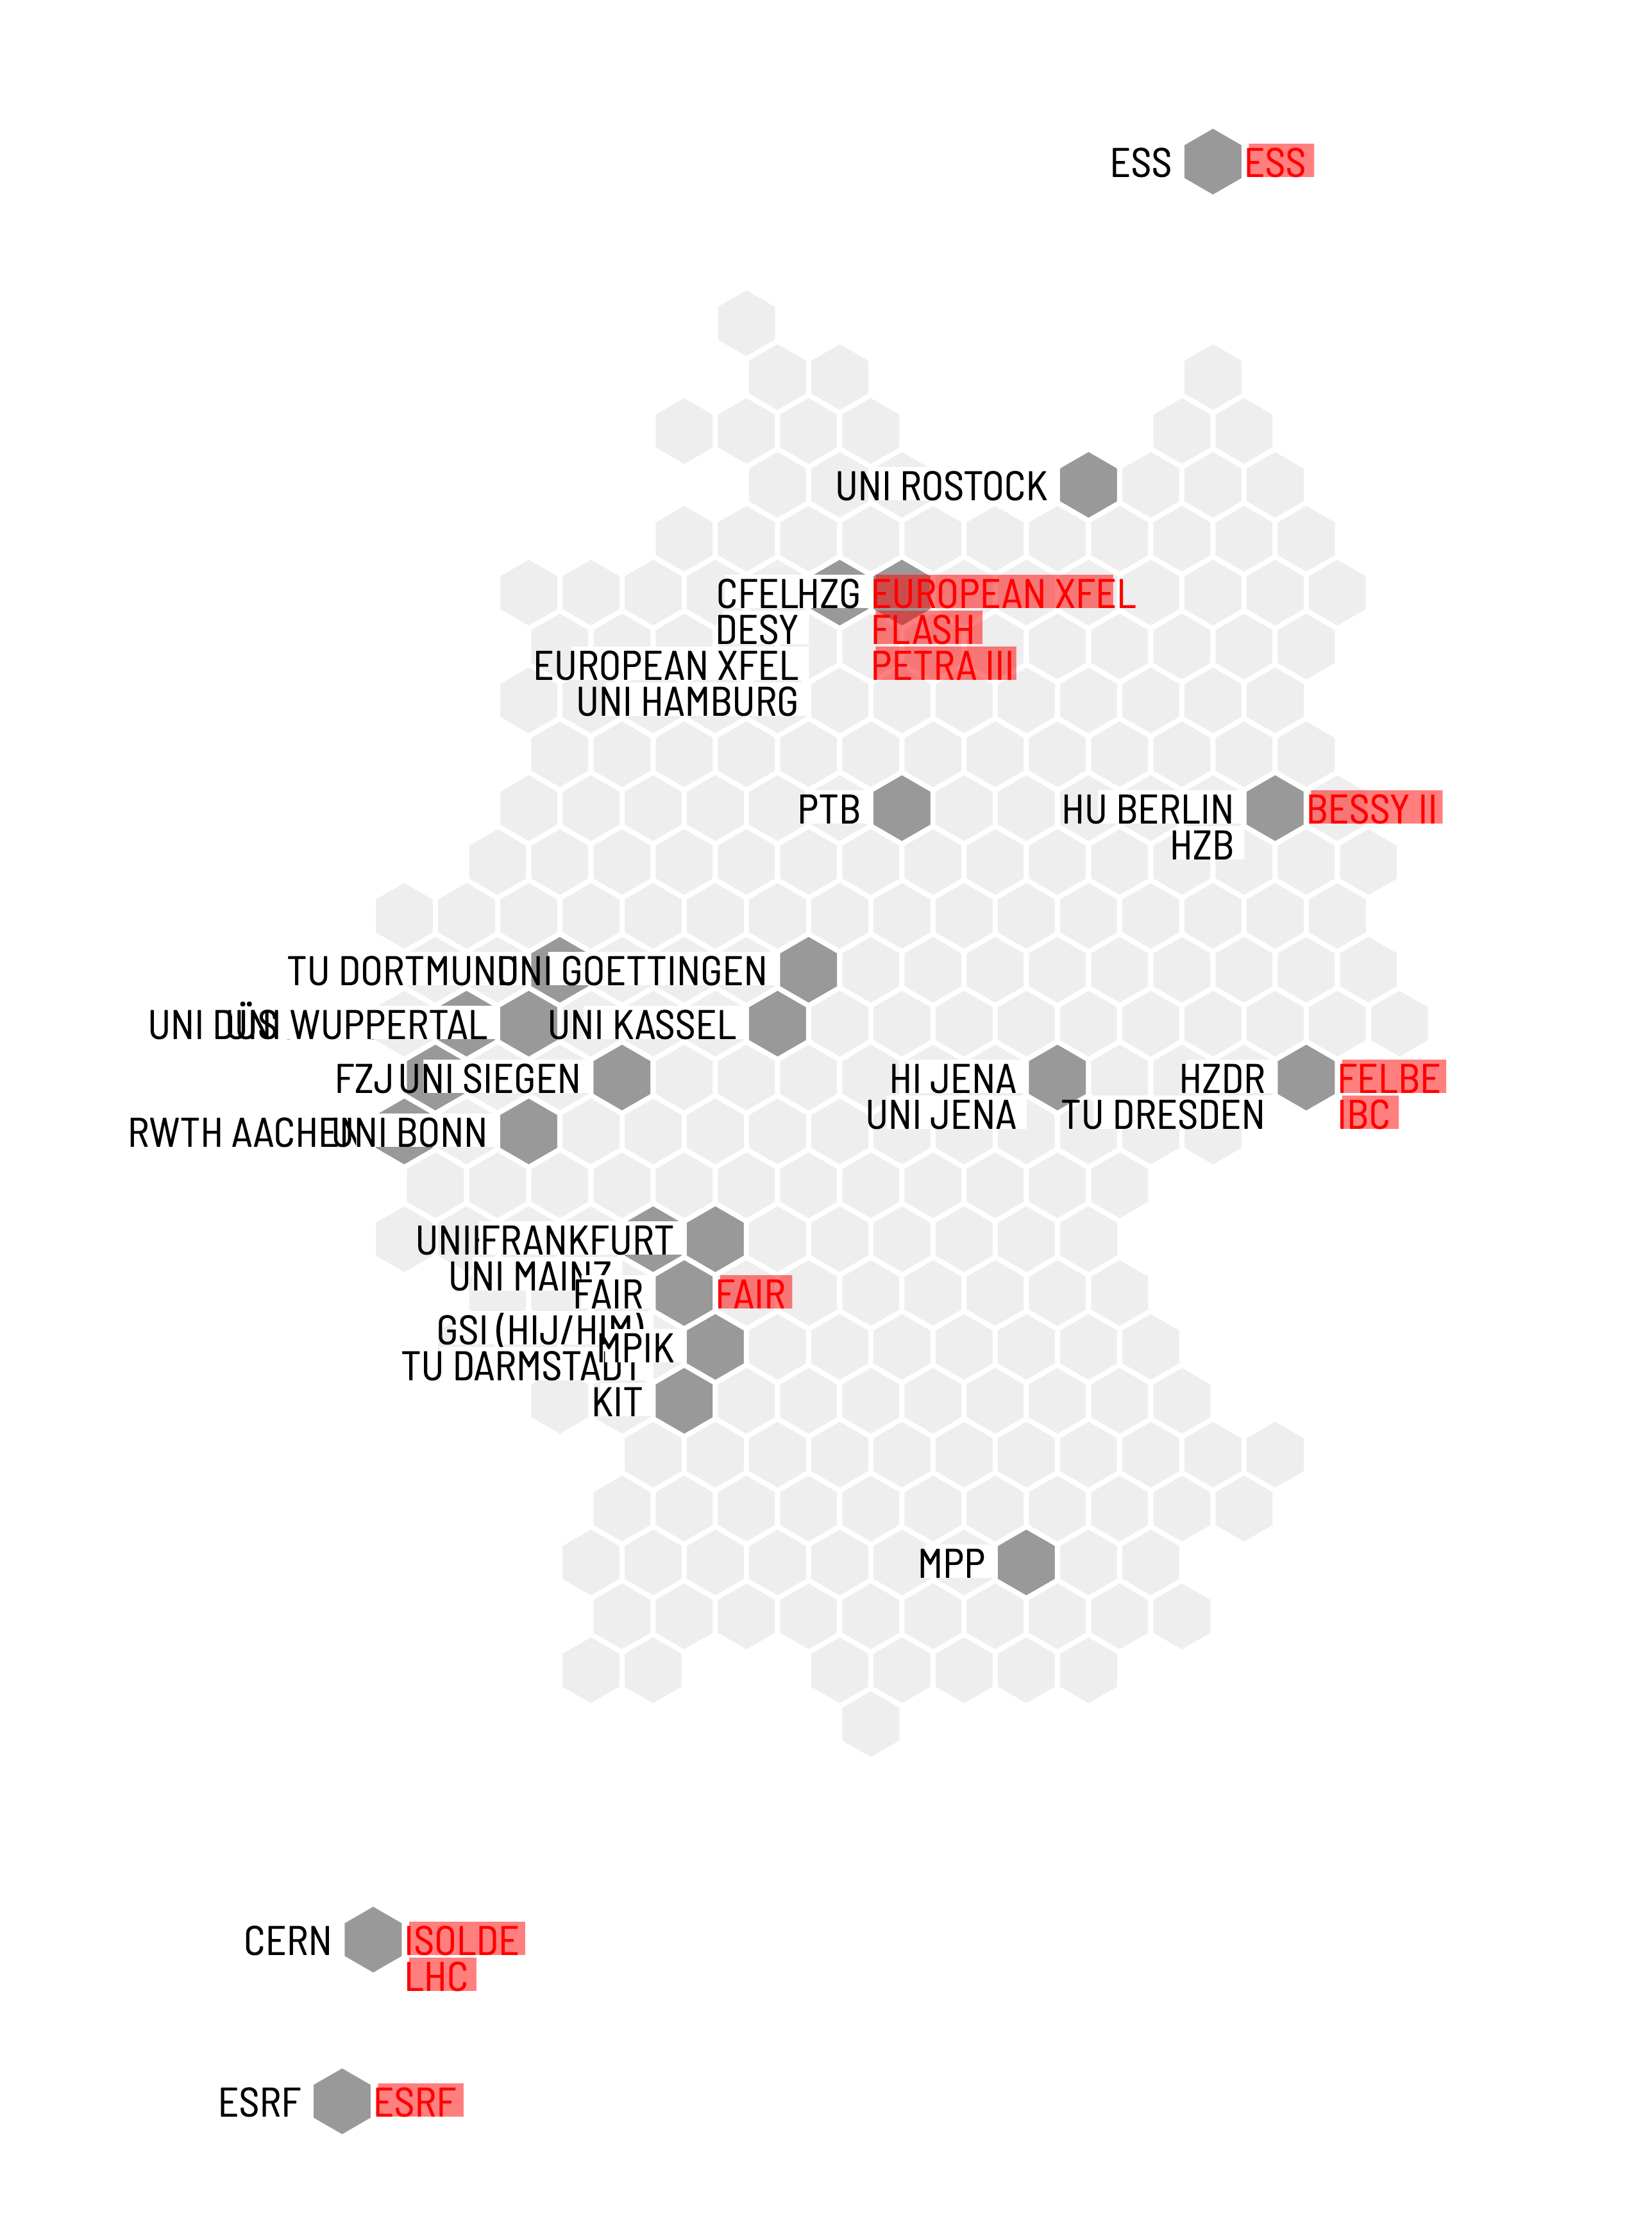 ESS
ESS
UNI ROSTOCK
CFEL
HZG
EUROPEAN XFEL
DESY
FLASH
EUROPEAN XFEL
PETRA III
UNI HAMBURG
PTB
HU BERLIN
BESSY II
HZB
TU DORTMUND
UNI GOETTINGEN
UNI DÜS
UNI WUPPERTAL
UNI KASSEL
FZJ
UNI SIEGEN
HI JENA
HZDR
FELBE
UNI JENA
TU DRESDEN
IBC
RWTH AACHEN
UNI BONN
UNI FRANKFURT
UNI MAINZ
FAIR
FAIR
GSI (HIJ/HIM)
MPIK
TU DARMSTADT
KIT
MPP
CERN
ISOLDE
LHC
ESRF
ESRF